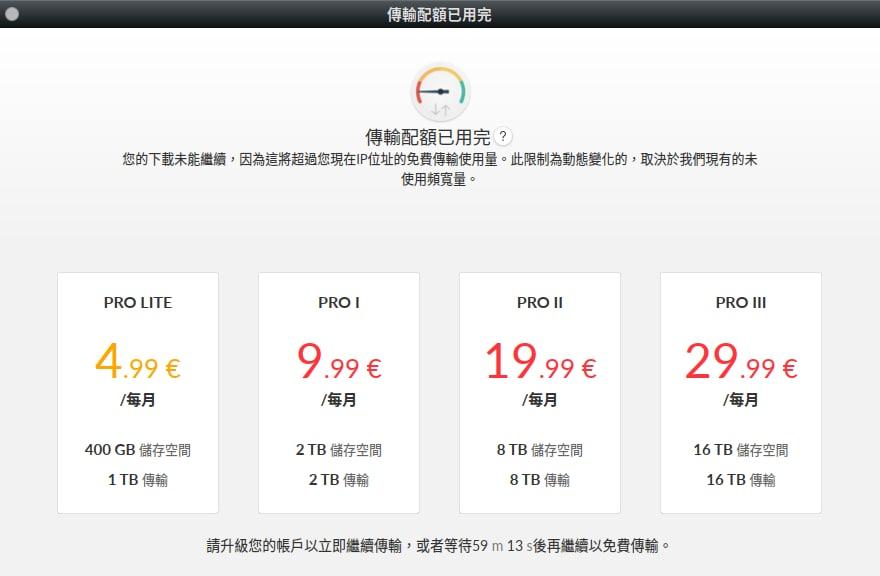 傳輸配額已用完
傳輸配額已用完 ?
您的下載未能繼續，因為這將超過您現在IP位址的免費傳輸使用量。此限制為動態變化的，取決於我們現有的未
使用頻寬量。
PRO LITE
4.99 €
/每月
400 GB 儲存空間
1 TB 傳輸
PRO I
9.99 €
/每月
2 TB 儲存空間
2 TB 傳輸
PRO II
19.99 €
/每月
8 TB 儲存空間
8 TB 傳輸
PRO III
29.99 €
/每月
16 TB 儲存空間
16 TB 傳輸
請升級您的帳戶以立即繼續傳輸，或者等待59 m 13 s後再繼續以免費傳輸。